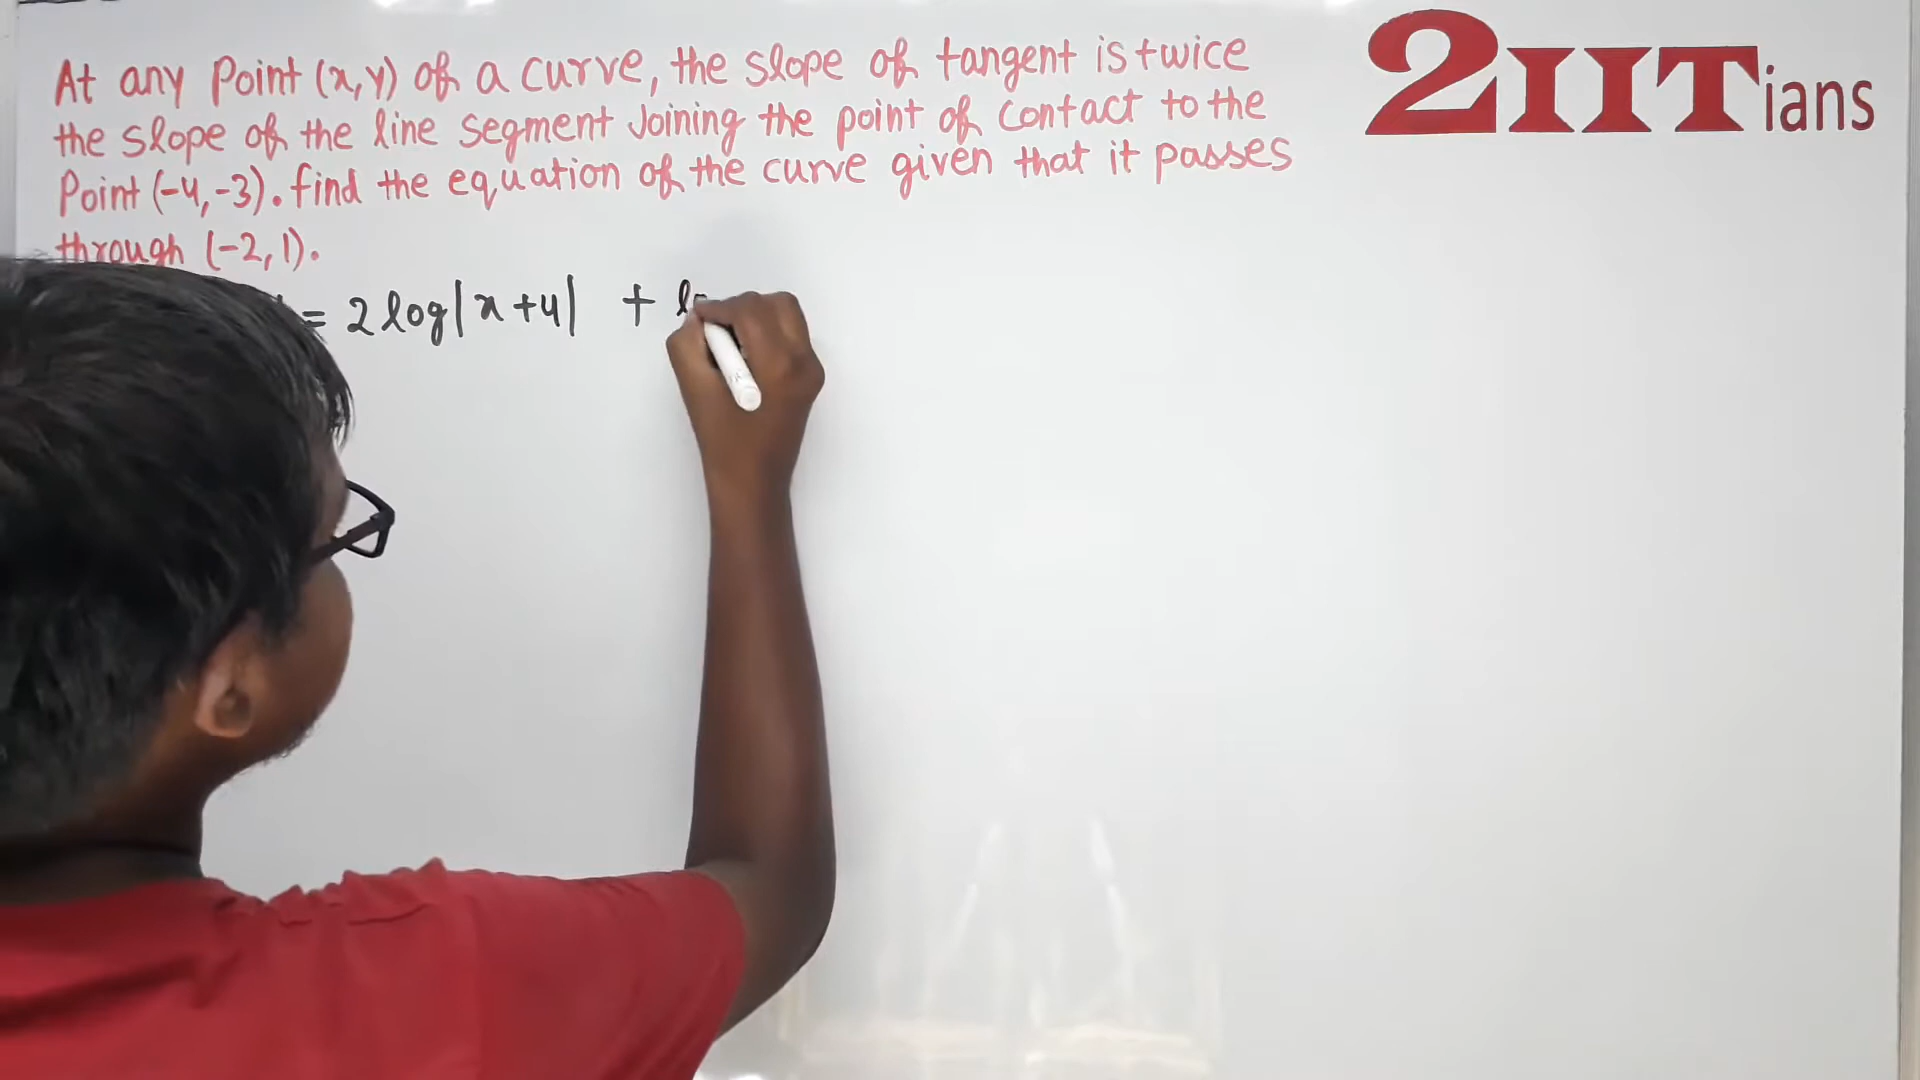 At any Point (x,y) of a curve, the slope of tangent is twice
the slope of the line segment Joining the point of contact to the
Point (-4,-3). find the equation of the curve given that it passes
through (-2,1).
= 2log|x+4| +
2IITians